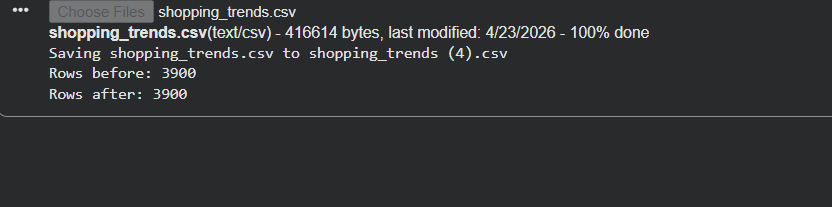 Choose Files shopping_trends.csv
shopping_trends.csv(text/csv) - 416614 bytes, last modified: 4/23/2026 - 100% done
Saving shopping_trends.csv to shopping_trends (4).csv
Rows before: 3900
Rows after: 3900